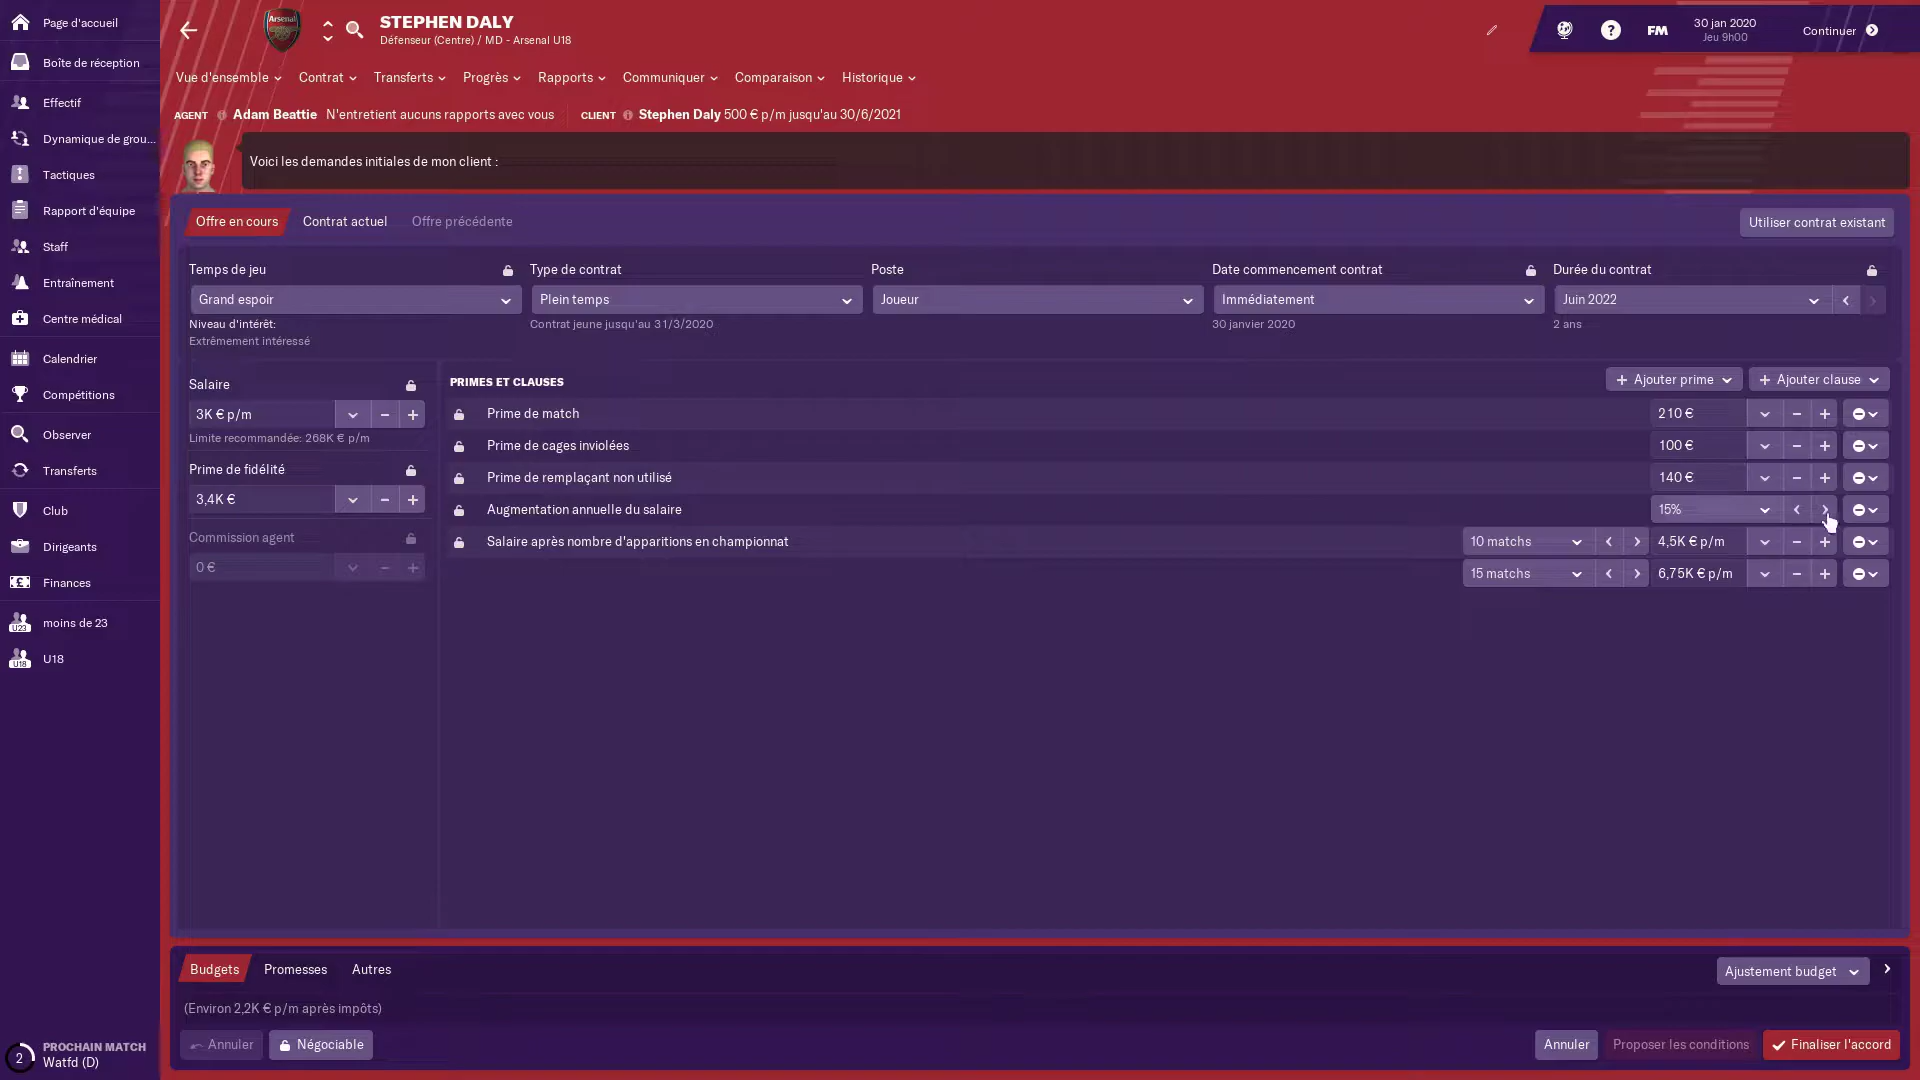 Page d'accueil
Boîte de réception
Effectif
Dynamique de grou...
Tactiques
Rapport d'équipe
Staff
Entraînement
Centre médical
Calendrier
Compétitions
Observer
Transferts
Club
Dirigeants
Finances
U23 moins de 23
U18 U18
2 PROCHAIN MATCH
Watfd (D)
Arsenal
STEPHEN DALY
Défenseur (Centre) / MD - Arsenal U18
? FM 30 jan 2020
Jeu 9h00
Continuer
Vue d'ensemble Contrat Transferts Progrès Rapports Communiquer Comparaison Historique
AGENT Adam Beattie N'entretient aucuns rapports avec vous CLIENT Stephen Daly 500 € p/m jusqu'au 30/6/2021
Voici les demandes initiales de mon client :
Offre en cours Contrat actuel Offre précédente Utiliser contrat existant
Temps de jeu Type de contrat Poste Date commencement contrat Durée du contrat
Grand espoir Plein temps Joueur Immédiatement Juin 2022
Niveau d'intérêt: Contrat jeune jusqu'au 31/3/2020 30 janvier 2020 2 ans
Extrêmement intéressé
Salaire
3K € p/m
Limite recommandée: 268K € p/m
Prime de fidélité
3,4K €
Commission agent
0 €
PRIMES ET CLAUSES Ajouter prime Ajouter clause
Prime de match 210 €
Prime de cages inviolées 100 €
Prime de remplaçant non utilisé 140 €
Augmentation annuelle du salaire 15%
Salaire après nombre d'apparitions en championnat 10 matchs 4,5K € p/m
15 matchs 6,75K € p/m
Budgets Promesses Autres Ajustement budget
(Environ 2,2K € p/m après impôts)
Annuler Négociable Annuler Proposer les conditions Finaliser l'accord